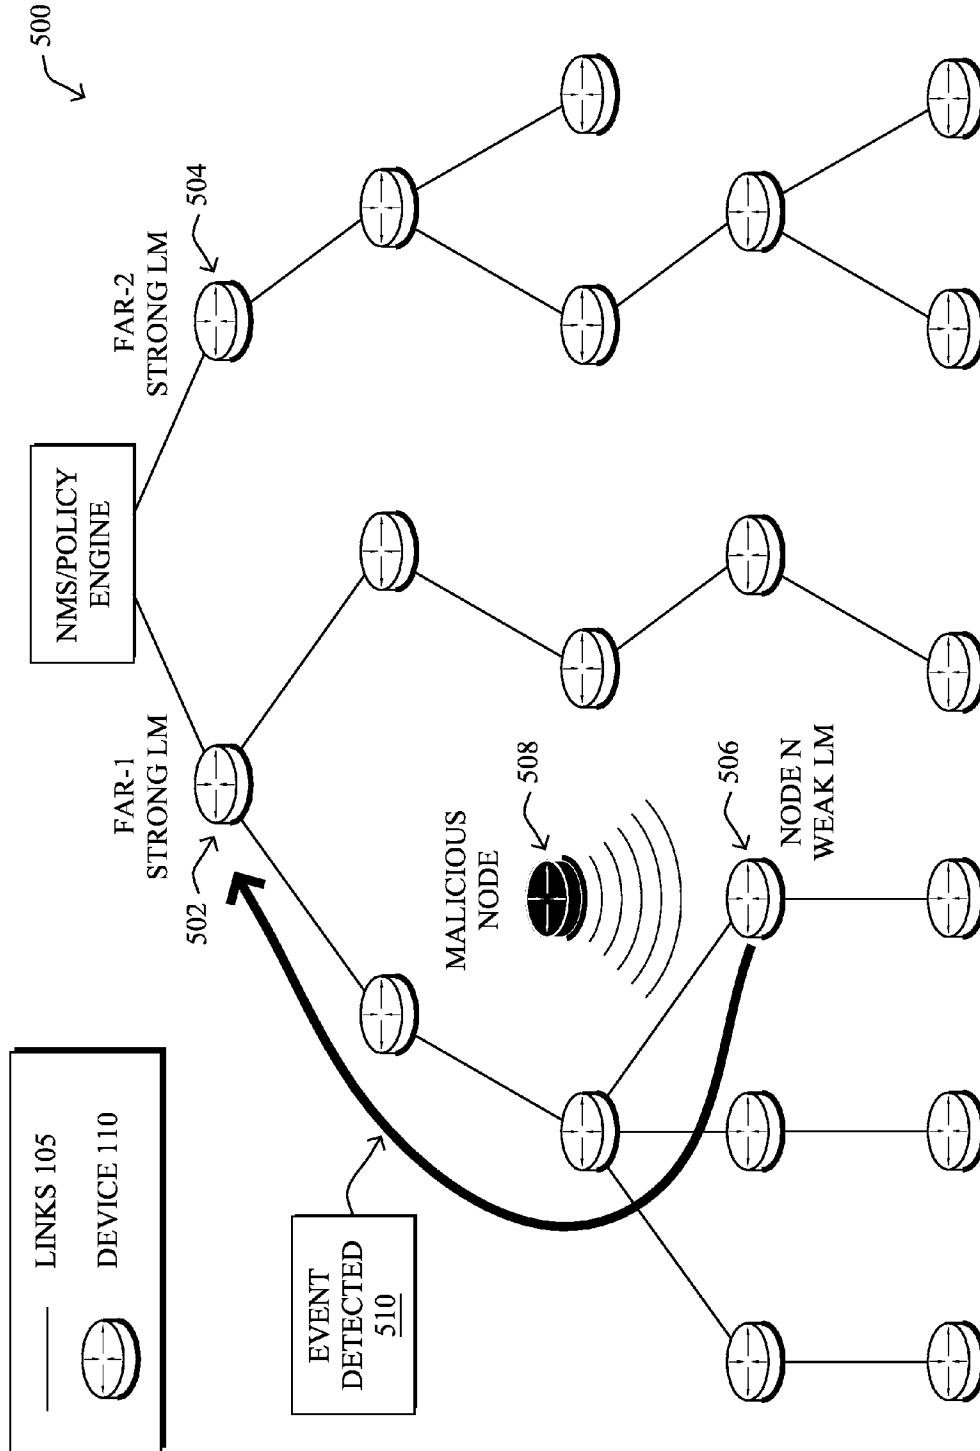 500
LINKS 105
DEVICE 110
NMS/POLICY
ENGINE
FAR-1
STRONG LM
502
FAR-2
STRONG LM
504
EVENT
DETECTED
510
MALICIOUS
NODE
508
506
NODE N
WEAK LM